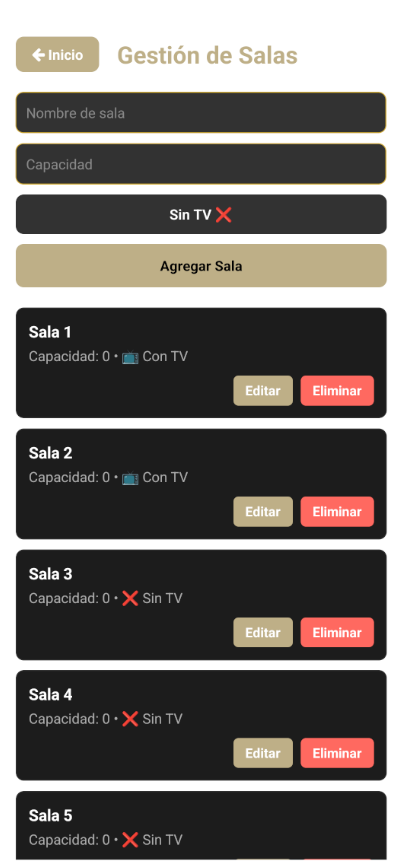 Inicio
Gestión de Salas
Nombre de sala
Capacidad
Sin TV ❌
Agregar Sala
Sala 1
Capacidad: 0 • 📺 Con TV
Editar Eliminar
Sala 2
Capacidad: 0 • 📺 Con TV
Editar Eliminar
Sala 3
Capacidad: 0 • ❌ Sin TV
Editar Eliminar
Sala 4
Capacidad: 0 • ❌ Sin TV
Editar Eliminar
Sala 5
Capacidad: 0 • ❌ Sin TV